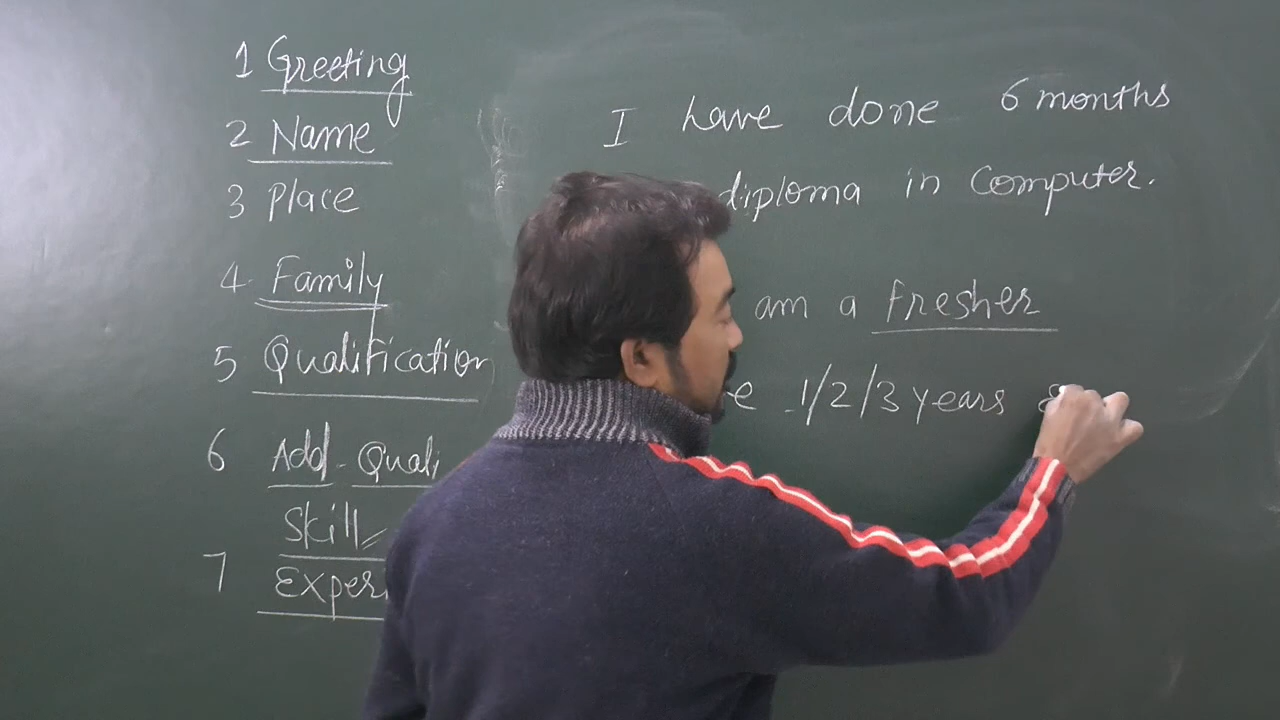 1 Greeting
2 Name
3 Place
4. Family
5 Qualification
6 Add. Quali
Skill
7 Experi
I have done 6 months
diploma in Computer.
am a fresher
e 1/2/3 years